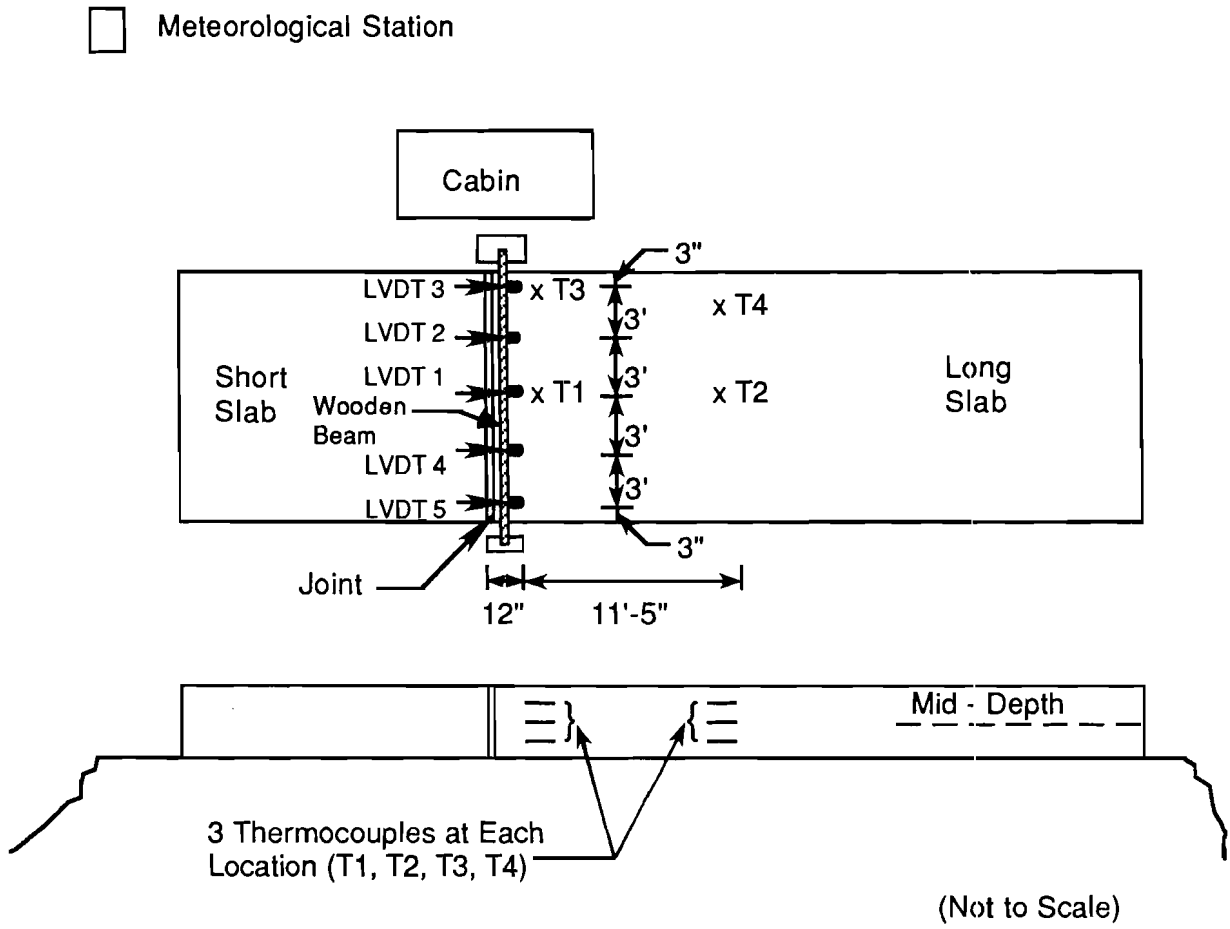 Meteorological Station
Cabin
3"
LVDT 3
x T3
x T4
3'
LVDT 2
Short
Slab
LVDT 1
3'
x T1
x T2
Long
Slab
Wooden
Beam
3'
LVDT 4
3'
LVDT 5
3"
Joint
12"
11'-5"
Mid - Depth
3 Thermocouples at Each
Location (T1, T2, T3, T4)
(Not to Scale)